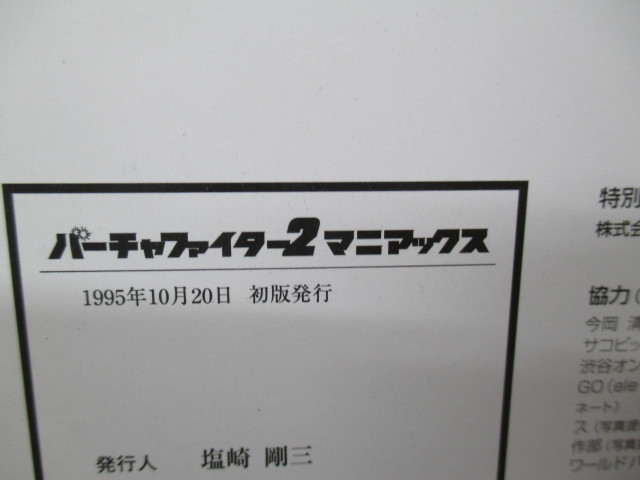 バーチャファイター2マニアックス
1995年10月20日 初版発行
発行人 塩崎 剛三
特別
株式会
協力(
今岡 清
サコピッ
渋谷オン
GO(ele
ネート)
ス(写真提
作部(写真
ワールドパ